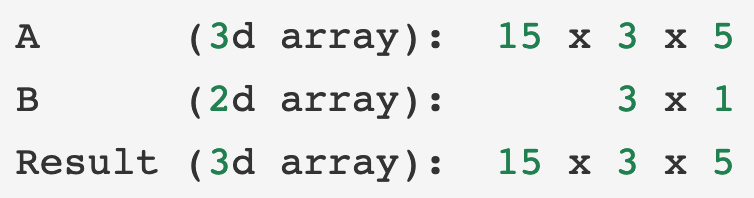 A      (3d array):  15 x 3 x 5
B      (2d array):       3 x 1
Result (3d array):  15 x 3 x 5